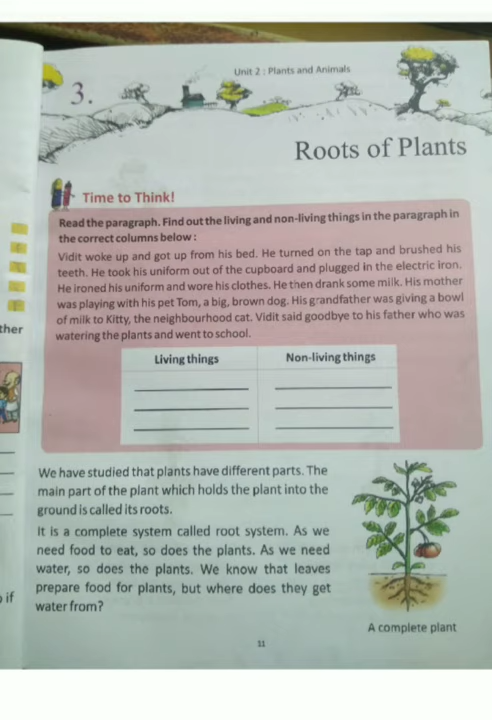 Unit 2 : Plants and Animals
3.
Roots of Plants
Time to Think!
Read the paragraph. Find out the living and non-living things in the paragraph in
the correct columns below :
Vidit woke up and got up from his bed. He turned on the tap and brushed his
teeth. He took his uniform out of the cupboard and plugged in the electric iron.
He ironed his uniform and wore his clothes. He then drank some milk. His mother
was playing with his pet Tom, a big, brown dog. His grandfather was giving a bowl
of milk to Kitty, the neighbourhood cat. Vidit said goodbye to his father who was
watering the plants and went to school.
Living things Non-living things
We have studied that plants have different parts. The
main part of the plant which holds the plant into the
ground is called its roots.
It is a complete system called root system. As we
need food to eat, so does the plants. As we need
water, so does the plants. We know that leaves
prepare food for plants, but where does they get
water from?
A complete plant
11
ther
if